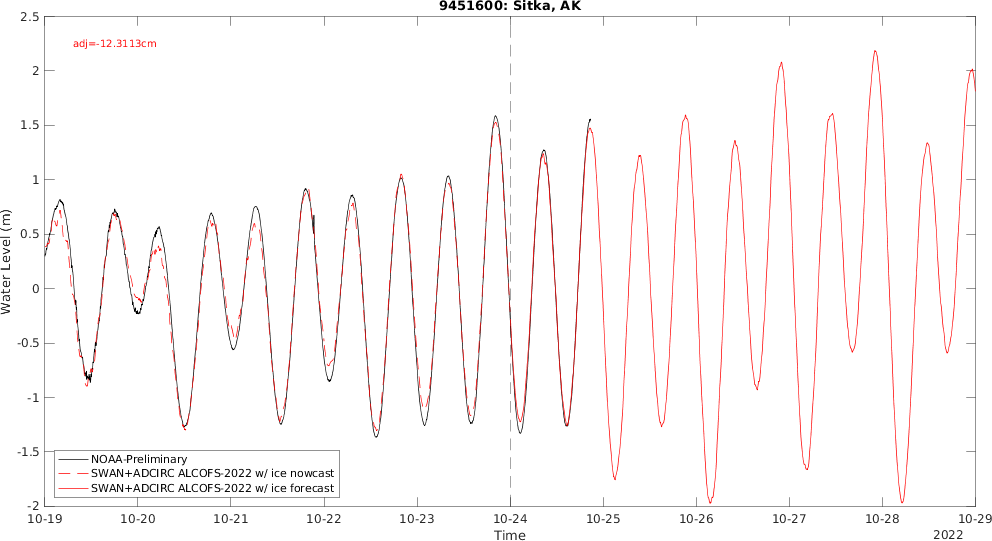 9451600: Sitka, AK
adj=-12.3113cm
Water Level (m)
2.5
2
1.5
1
0.5
0
-0.5
-1
-1.5
-2
NOAA-Preliminary
SWAN+ADCIRC ALCOFS-2022 w/ ice nowcast
SWAN+ADCIRC ALCOFS-2022 w/ ice forecast
10-19 10-20 10-21 10-22 10-23 10-24 10-25 10-26 10-27 10-28 10-29
Time
2022